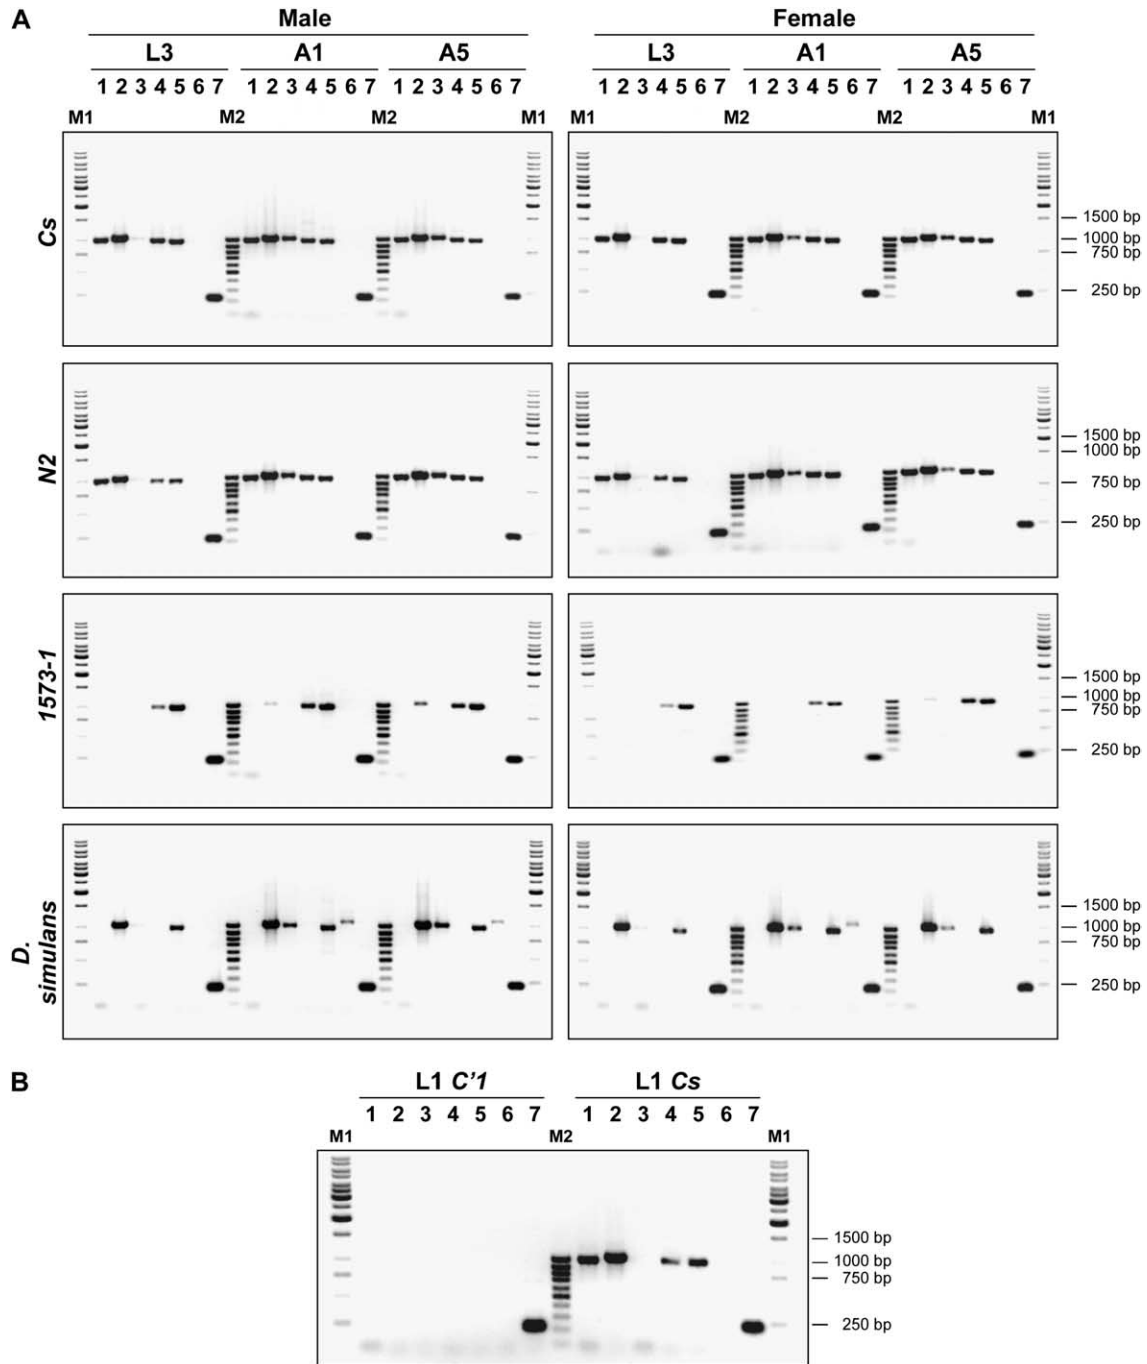 A
Male Female
L3 A1 A5 L3 A1 A5
1 2 3 4 5 6 7 1 2 3 4 5 6 7 1 2 3 4 5 6 7 1 2 3 4 5 6 7 1 2 3 4 5 6 7 1 2 3 4 5 6 7
M1 M2 M2 M1 M1 M2 M2 M1
Cs
1500 bp
1000 bp
750 bp
250 bp
N2
1500 bp
1000 bp
750 bp
250 bp
1573-1
1500 bp
1000 bp
750 bp
250 bp
D.
simulans
1500 bp
1000 bp
750 bp
250 bp
B
L1 C'1 L1 Cs
1 2 3 4 5 6 7 1 2 3 4 5 6 7
M1 M2 M1
1500 bp
1000 bp
750 bp
250 bp